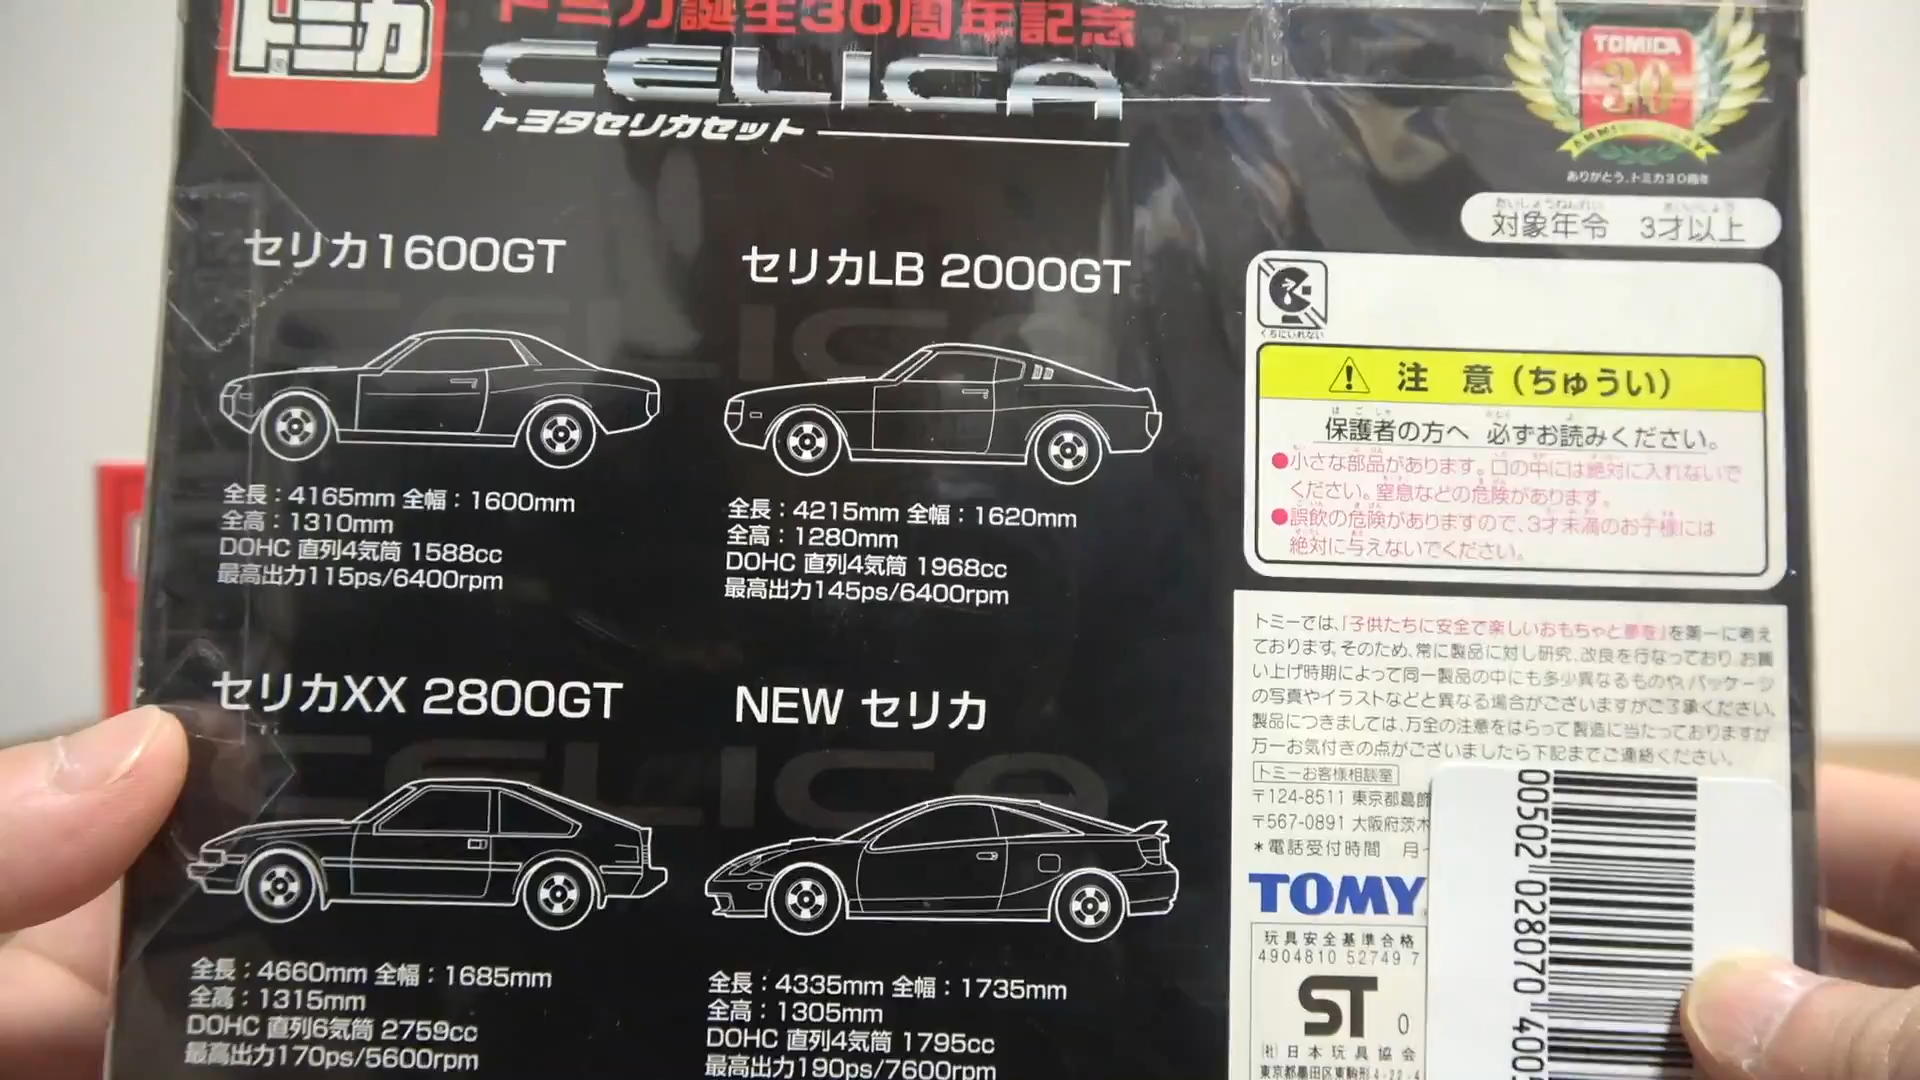 トミカ
トミカ誕生30周年記念
CELICA
トヨタセリカセット
TOMICA
30
ANNIVERSARY
ありがとう、トミカ30周年
対象年令 3才以上
セリカ1600GT
全長：4165mm 全幅：1600mm
全高：1310mm
DOHC 直列4気筒 1588cc
最高出力115ps/6400rpm
セリカLB 2000GT
全長：4215mm 全幅：1620mm
全高：1280mm
DOHC 直列4気筒 1968cc
最高出力145ps/6400rpm
セリカXX 2800GT
全長：4660mm 全幅：1685mm
全高：1315mm
DOHC 直列6気筒 2759cc
最高出力170ps/5600rpm
NEW セリカ
全長：4335mm 全幅：1735mm
全高：1305mm
DOHC 直列4気筒 1795cc
最高出力190ps/7600rpm
くちにいれない
注意（ちゅうい）
保護者の方へ 必ずお読みください。
●小さな部品があります。口の中には絶対に入れないで
ください。窒息などの危険があります。
●誤飲の危険がありますので、3才未満のお子様には
絶対に与えないでください。
トミーでは、「子供たちに安全で楽しいおもちゃと夢を」を第一に考え
ております。そのため、常に製品に対し研究、改良を行なっており、お買
い上げ時期によって同一製品の中にも多少異なるものや、パッケージ
の写真やイラストなどと異なる場合がございますがご了承ください。
製品につきましては、万全の注意をはらって製造に当たっておりますが
万一お気付きの点がございましたら下記までご連絡ください。
トミーお客様相談室
〒124-8511 東京都葛飾
〒567-0891 大阪府茨木
＊電話受付時間 月
TOMY
玩具安全基準合格
4904810 52749 7
ST 0
(社)日本玩具協会
東京都墨田区東駒形4-22-4
00502 028070 400